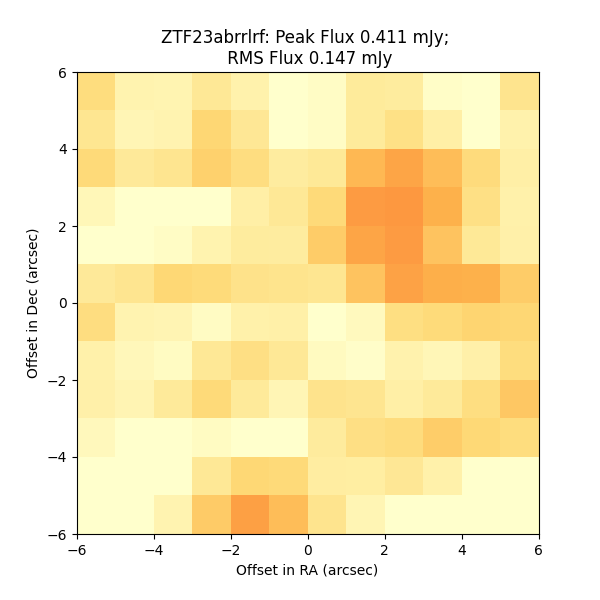 ZTF23abrrlrf: Peak Flux 0.411 mJy;
RMS Flux 0.147 mJy
6
4
2
0
−2
−4
−6
Offset in Dec (arcsec)
−6 −4 −2 0 2 4 6
Offset in RA (arcsec)